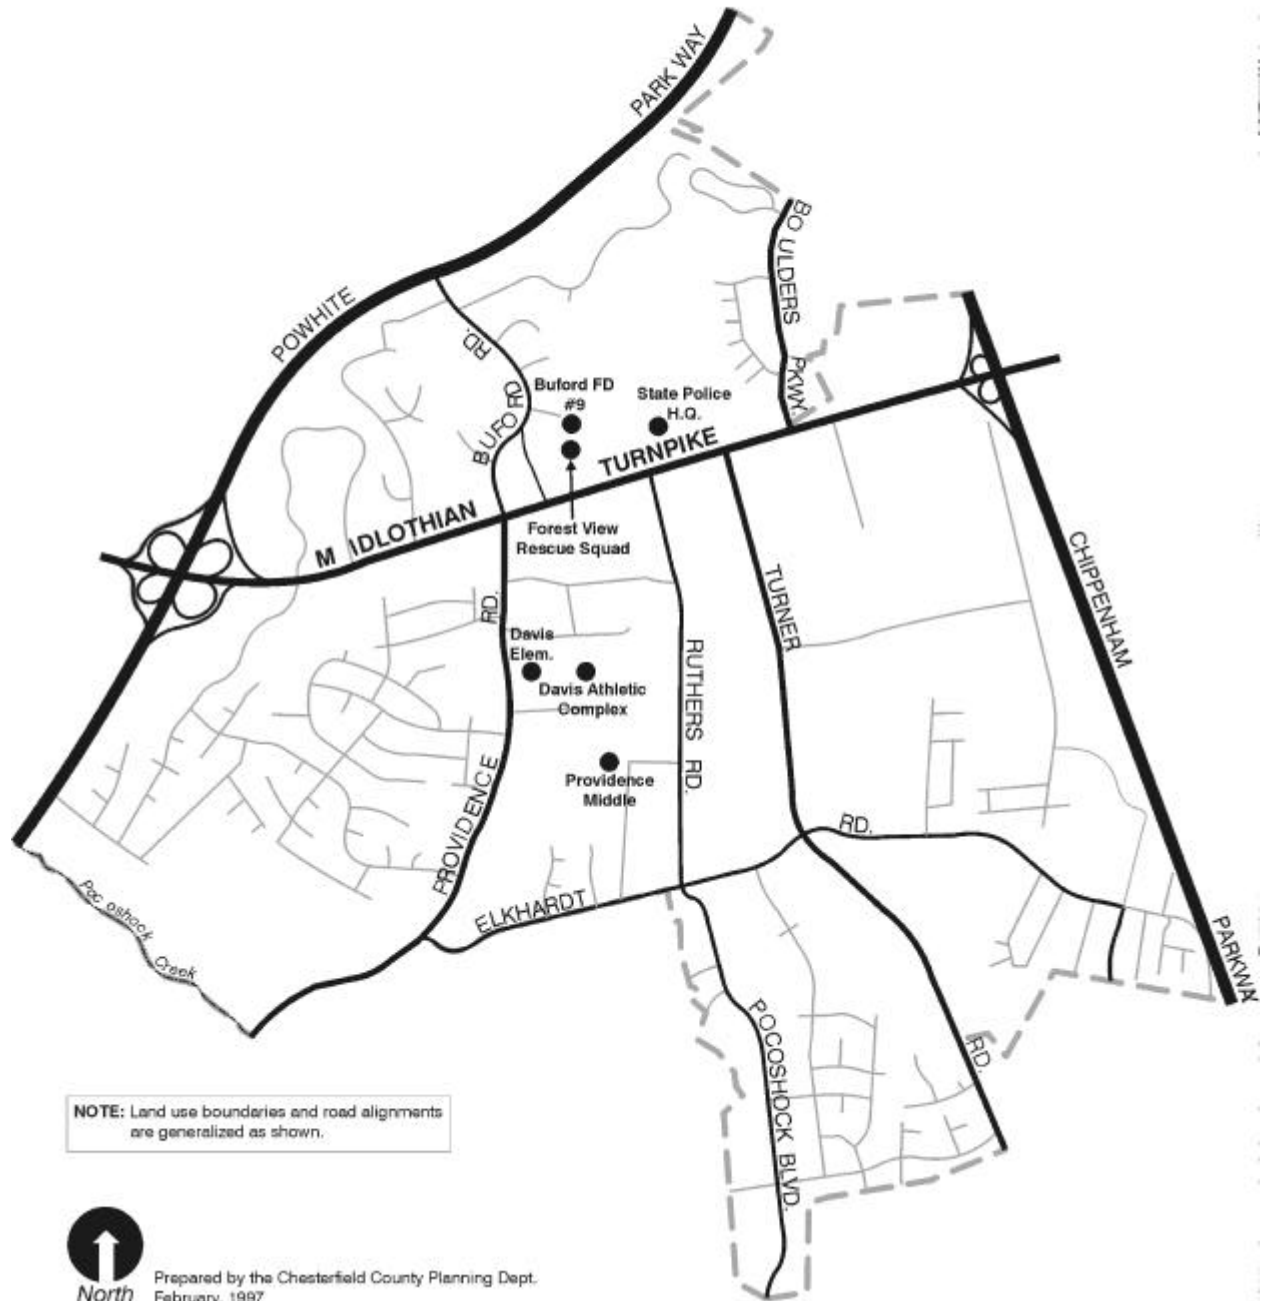 PARK WAY
POWHITE
BO ULDERS
PKWY.
RD.
BUFO RD
Buford FD
#9
State Police
H.Q.
TURNPIKE
M IDLOTHIAN
Forest View
Rescue Squad
CHIPPENHAM
TURNER
RD.
Davis
Elem.
Davis Athletic
Complex
RUTHERS RD.
Providence
Middle
PROVIDENCE
RD.
ELKHARDT
Poc oshock
Creek
PARKWA
POCOSHOCK BLVD.
RD.
NOTE: Land use boundaries and road alignments
are generalized as shown.
North
Prepared by the Chesterfield County Planning Dept.
February, 1997